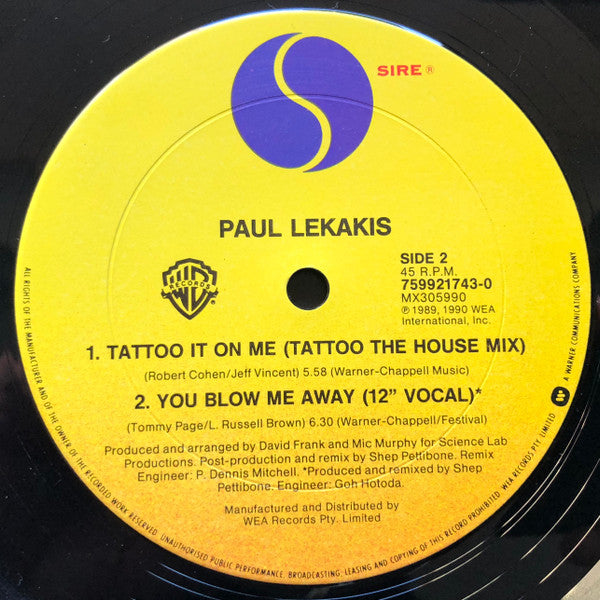 SIRE ®
PAUL LEKAKIS
WB
RECORDS
SIDE 2
45 R.P.M.
759921743-0
MX305990
℗ 1989, 1990 WEA
International, Inc.
1. TATTOO IT ON ME (TATTOO THE HOUSE MIX)
(Robert Cohen/Jeff Vincent) 5.58 (Warner-Chappell Music)
2. YOU BLOW ME AWAY (12” VOCAL)*
(Tommy Page/L. Russell Brown) 6.30 (Warner-Chappell/Festival)
Produced and arranged by David Frank and Mic Murphy for Science Lab
Productions. Post-production and remix by Shep Pettibone. Remix
Engineer: P. Dennis Mitchell. *Produced and remixed by Shep
Pettibone. Engineer: Goh Hotoda.
Manufactured and Distributed by
WEA Records Pty. Limited
ALL RIGHTS OF THE MANUFACTURER AND OF THE OWNER OF THE RECORDED WORK RESERVED. UNAUTHORISED PUBLIC PERFORMANCE, BROADCASTING, LEASING AND COPYING OF THIS RECORD PROHIBITED. WEA RECORDS PTY. LIMITED A WARNER COMMUNICATIONS COMPANY